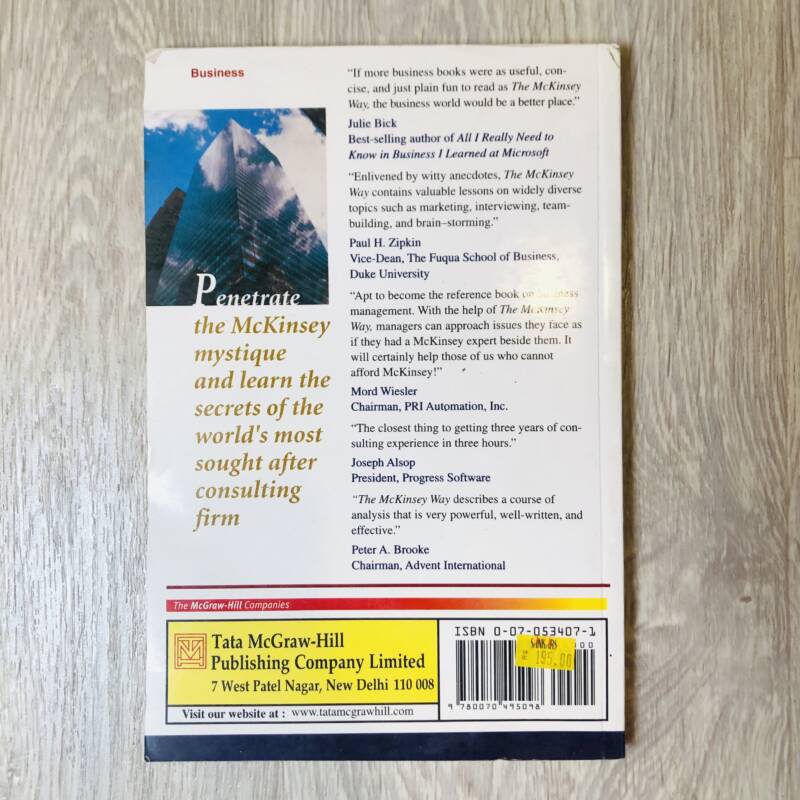 Business
Penetrate
the McKinsey
mystique
and learn the
secrets of the
world's most
sought after
consulting
firm
"If more business books were as useful, con-
cise, and just plain fun to read as The McKinsey
Way, the business world would be a better place."
Julie Bick
Best-selling author of All I Really Need to
Know in Business I Learned at Microsoft
"Enlivened by witty anecdotes, The McKinsey
Way contains valuable lessons on widely diverse
topics such as marketing, interviewing, team-
building, and brain–storming."
Paul H. Zipkin
Vice-Dean, The Fuqua School of Business,
Duke University
"Apt to become the reference book on business
management. With the help of The McKinsey
Way, managers can approach issues they face as
if they had a McKinsey expert beside them. It
will certainly help those of us who cannot
afford McKinsey!"
Mord Wiesler
Chairman, PRI Automation, Inc.
"The closest thing to getting three years of con-
sulting experience in three hours."
Joseph Alsop
President, Progress Software
"The McKinsey Way describes a course of
analysis that is very powerful, well-written, and
effective."
Peter A. Brooke
Chairman, Advent International
The McGraw-Hill Companies
Tata McGraw-Hill
Publishing Company Limited
7 West Patel Nagar, New Delhi 110 008
Visit our website at : www.tatamcgrawhill.com
ISBN 0-07-053407-1
SANKARS
195.00
9 780070 495098